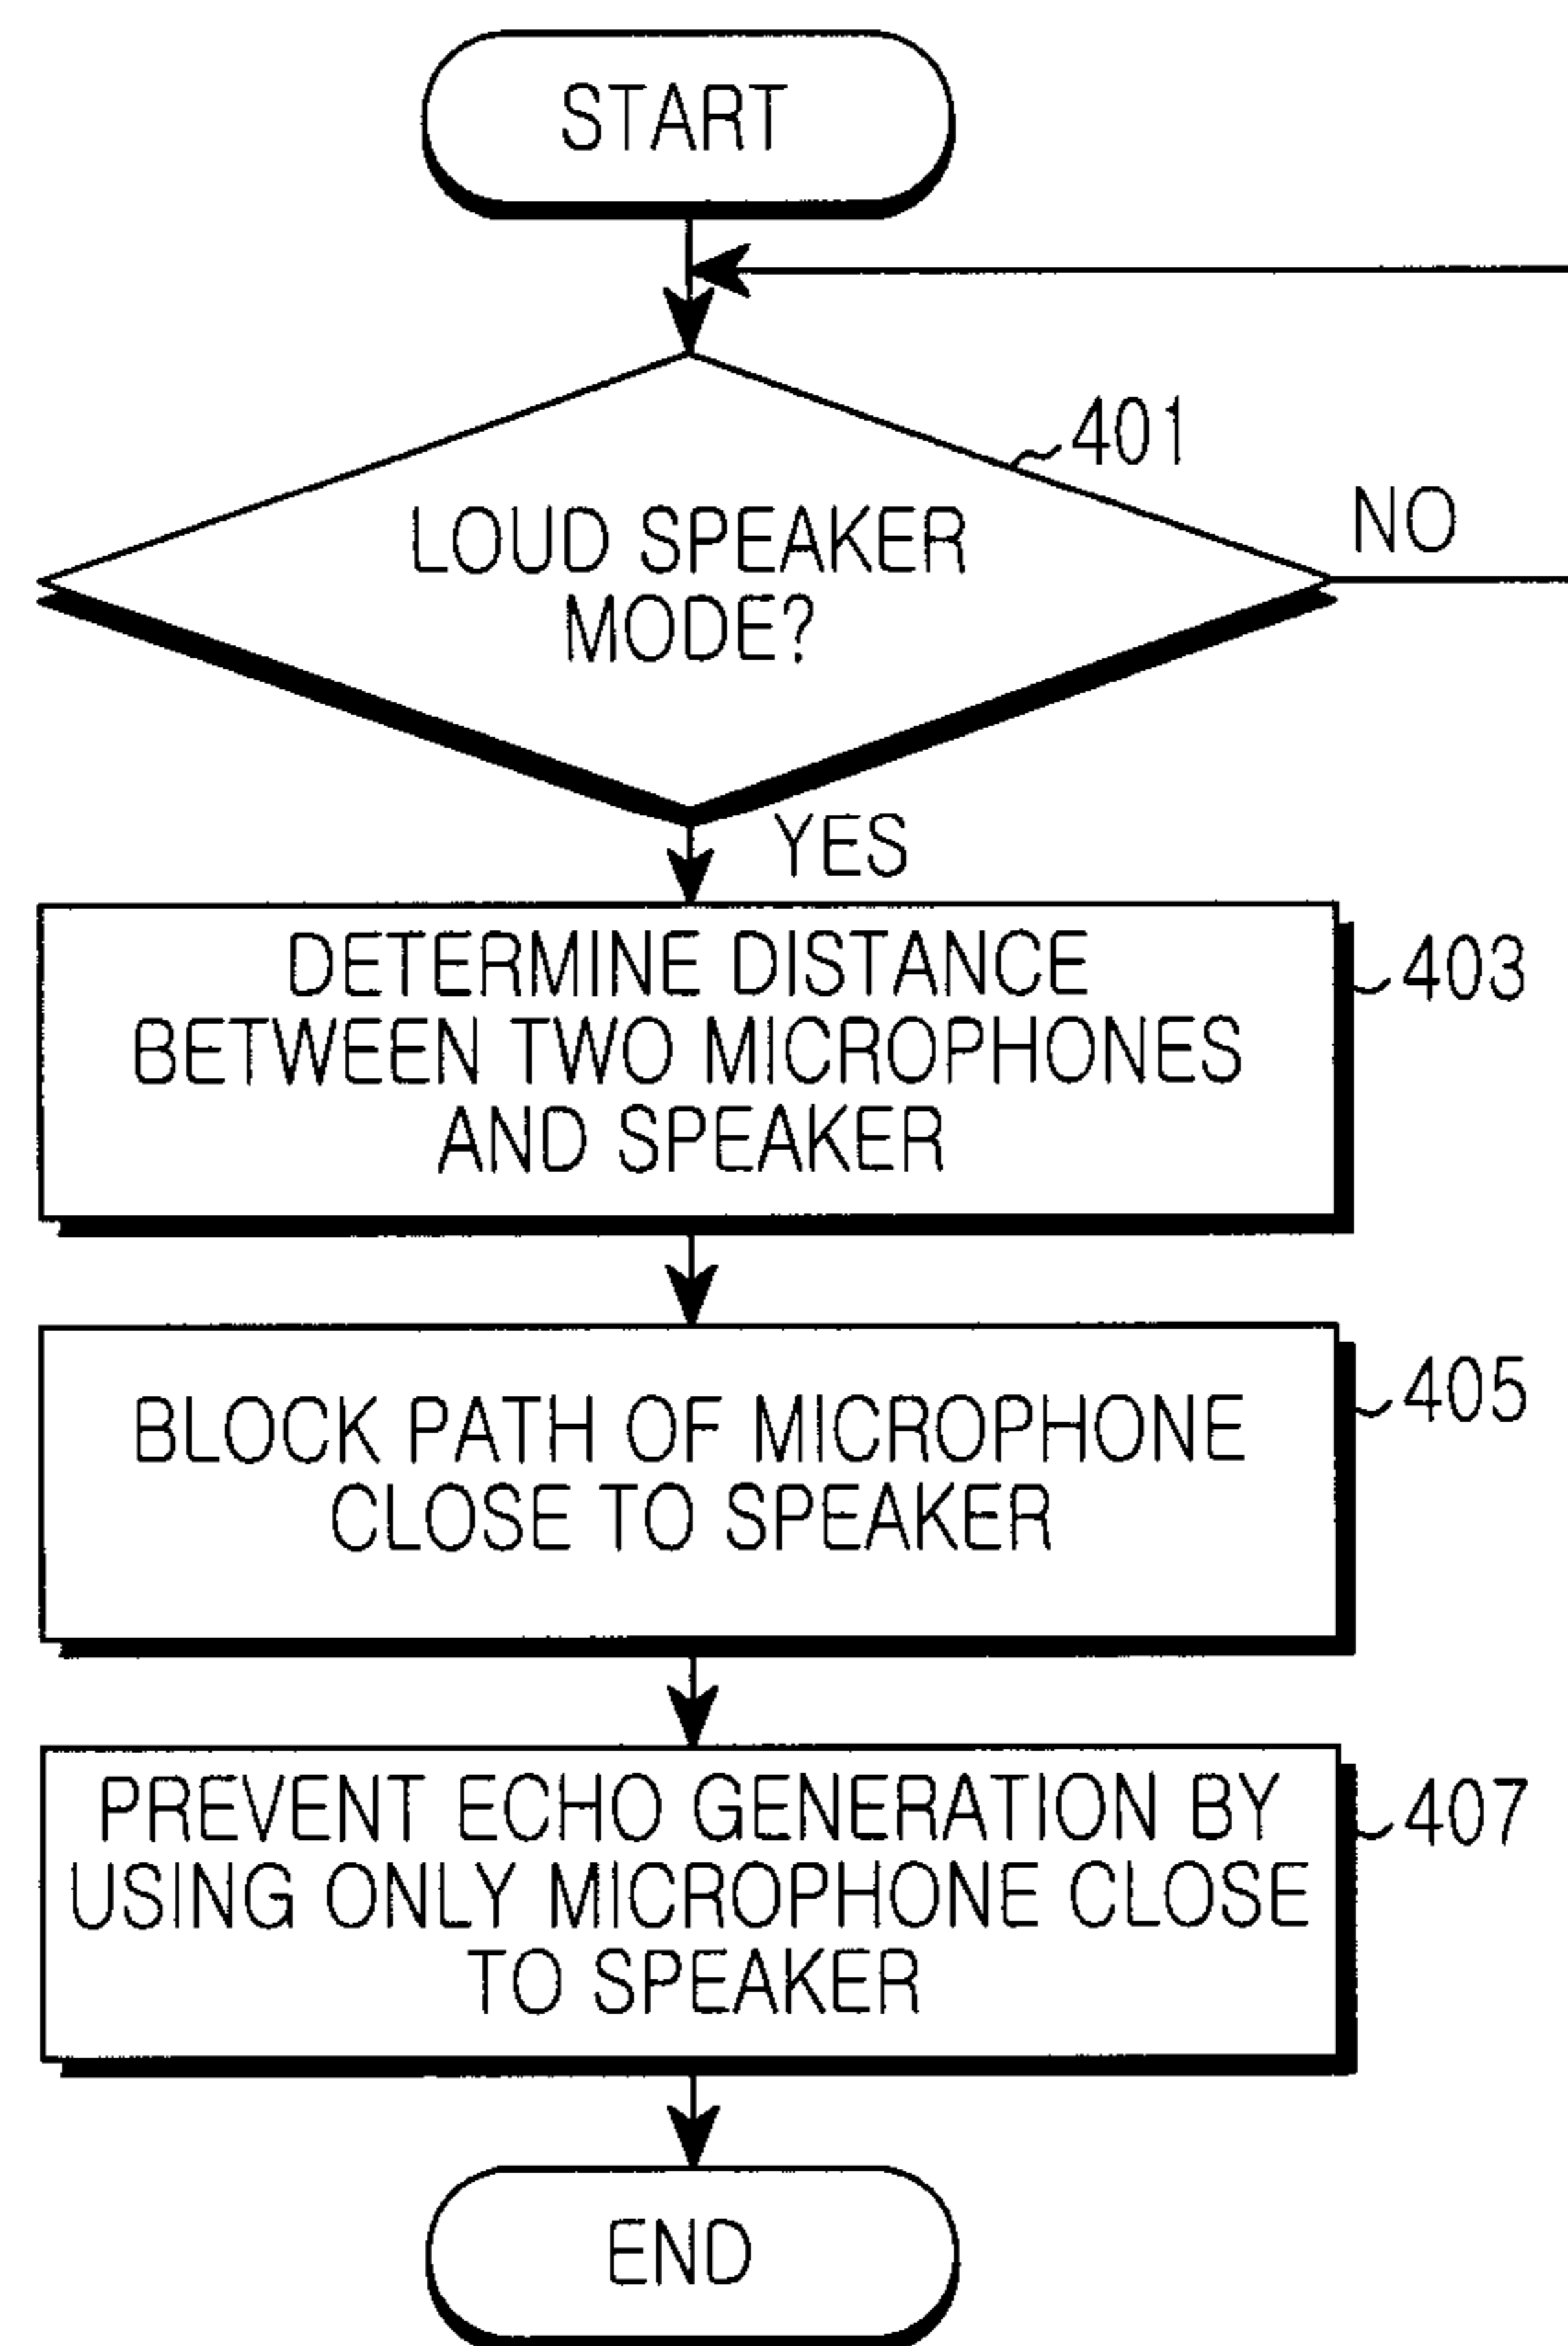 START
401
LOUD SPEAKER
MODE?
NO
YES
DETERMINE DISTANCE
BETWEEN TWO MICROPHONES
AND SPEAKER
403
BLOCK PATH OF MICROPHONE
CLOSE TO SPEAKER
405
PREVENT ECHO GENERATION BY
USING ONLY MICROPHONE CLOSE
TO SPEAKER
407
END